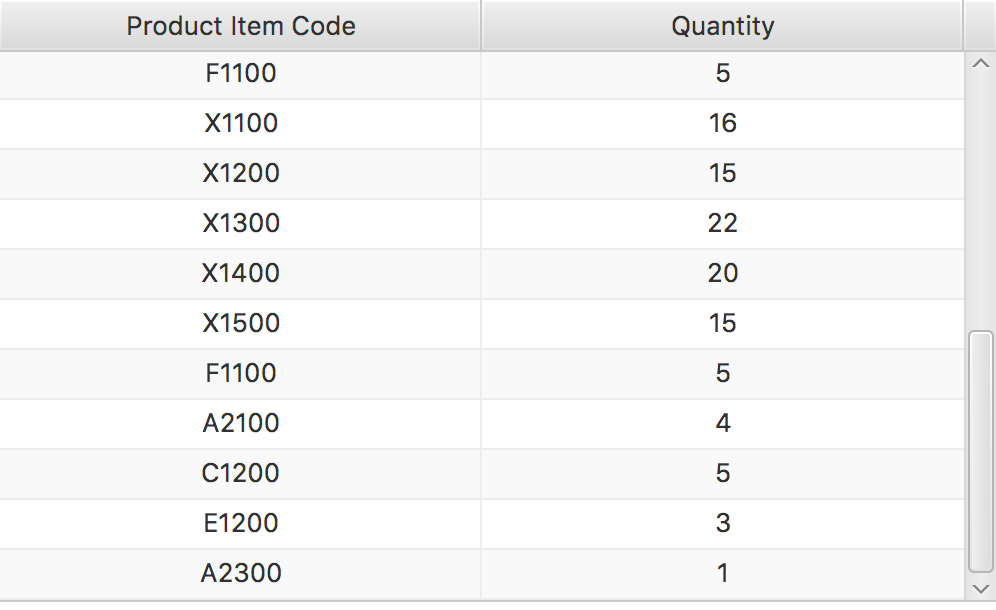 Product Item Code Quantity
F1100 5
X1100 16
X1200 15
X1300 22
X1400 20
X1500 15
F1100 5
A2100 4
C1200 5
E1200 3
A2300 1